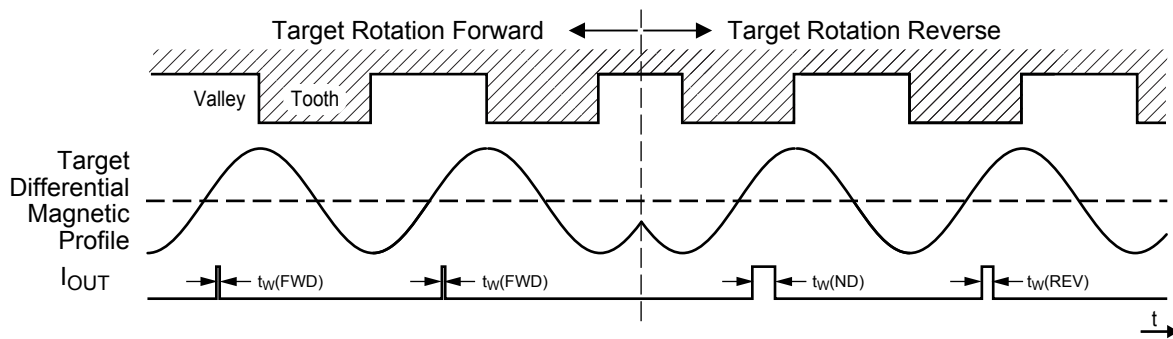 Target Rotation Forward
Target Rotation Reverse
Valley
Tooth
Target
Differential
Magnetic
Profile
IOUT
tW(FWD)
tW(FWD)
tW(ND)
tW(REV)
t